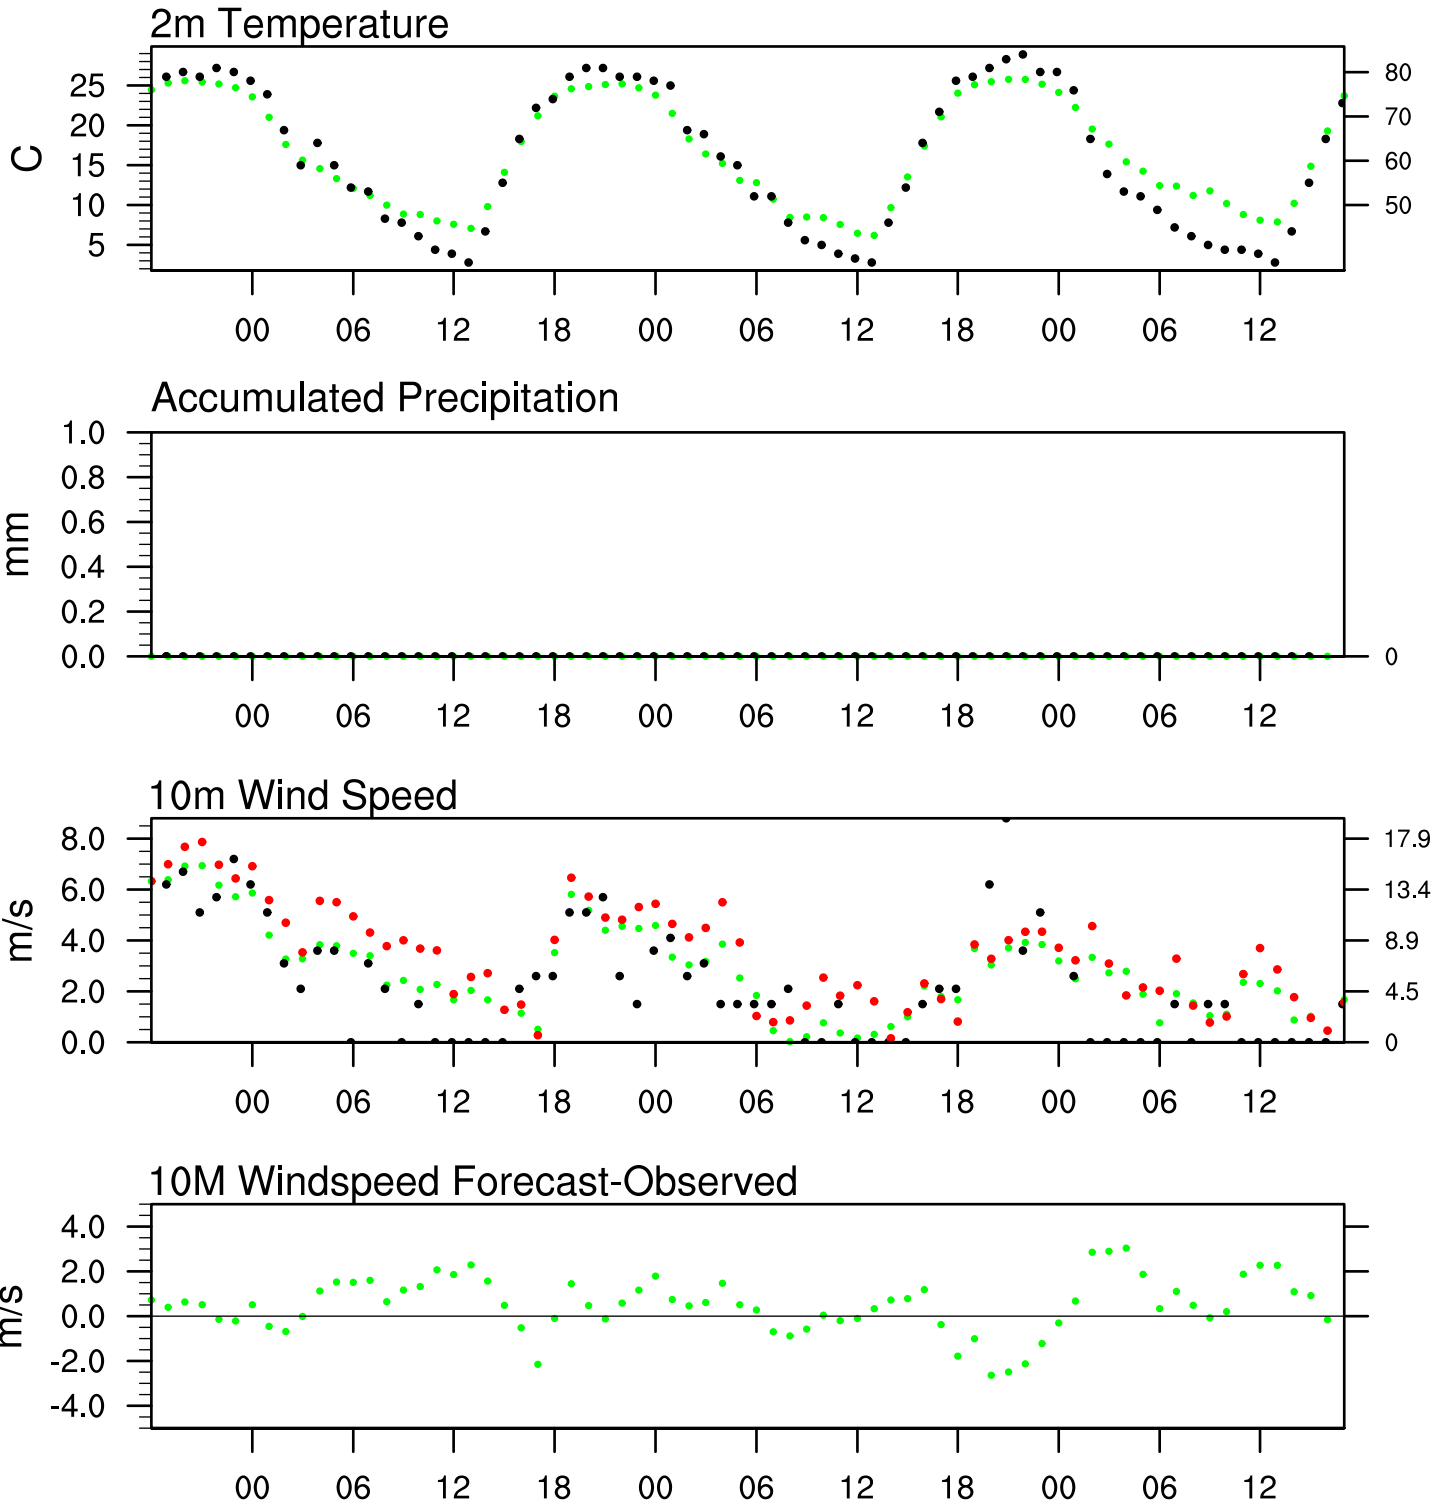 2m Temperature
C
25
20
15
10
5
80
70
60
50
00 06 12 18 00 06 12 18 00 06 12
Accumulated Precipitation
mm
1.0
0.8
0.6
0.4
0.2
0.0
0
00 06 12 18 00 06 12 18 00 06 12
10m Wind Speed
m/s
8.0
6.0
4.0
2.0
0.0
17.9
13.4
8.9
4.5
0
00 06 12 18 00 06 12 18 00 06 12
10M Windspeed Forecast-Observed
m/s
4.0
2.0
0.0
-2.0
-4.0
00 06 12 18 00 06 12 18 00 06 12